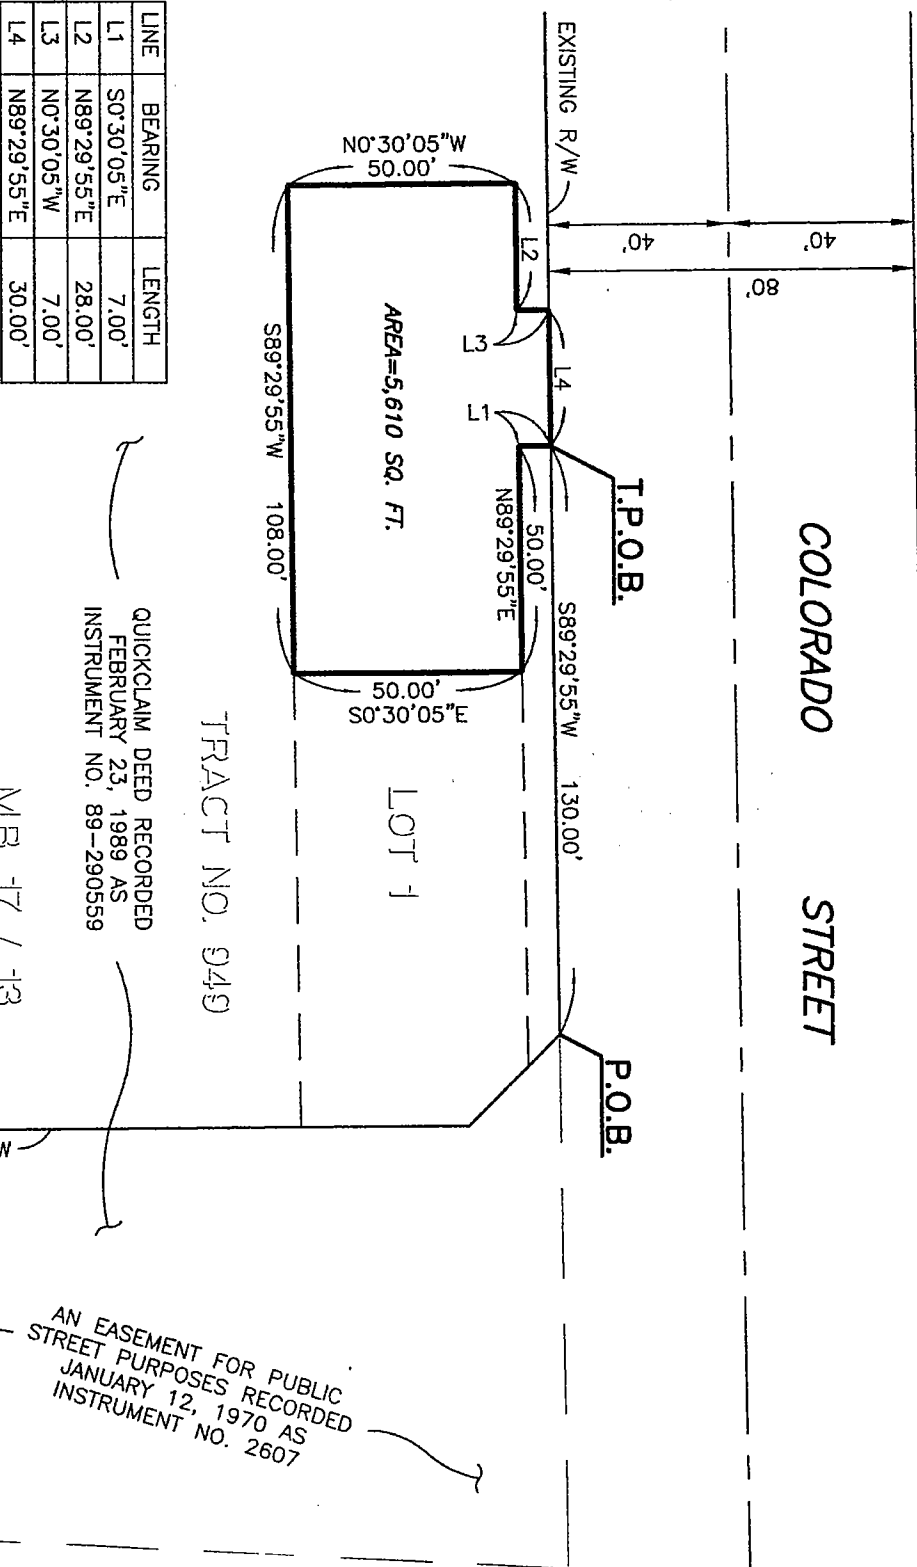 COLORADO STREET
EXISTING R/W
40'
40'
80'
T.P.O.B.
P.O.B.
S89°29'55"W 130.00'
L4
L2
L3
L1
50.00'
N89°29'55"E
N0°30'05"W
50.00'
AREA=5,610 SQ. FT.
50.00'
S0°30'05"E
S89°29'55"W 108.00'
LOT 1
TRACT NO. 949
MB 17 / 13
QUICKCLAIM DEED RECORDED
FEBRUARY 23, 1989 AS
INSTRUMENT NO. 89-290559
AN EASEMENT FOR PUBLIC
STREET PURPOSES RECORDED
JANUARY 12, 1970 AS
INSTRUMENT NO. 2607
LINE BEARING LENGTH
L1 S0°30'05"E 7.00'
L2 N89°29'55"E 28.00'
L3 N0°30'05"W 7.00'
L4 N89°29'55"E 30.00'